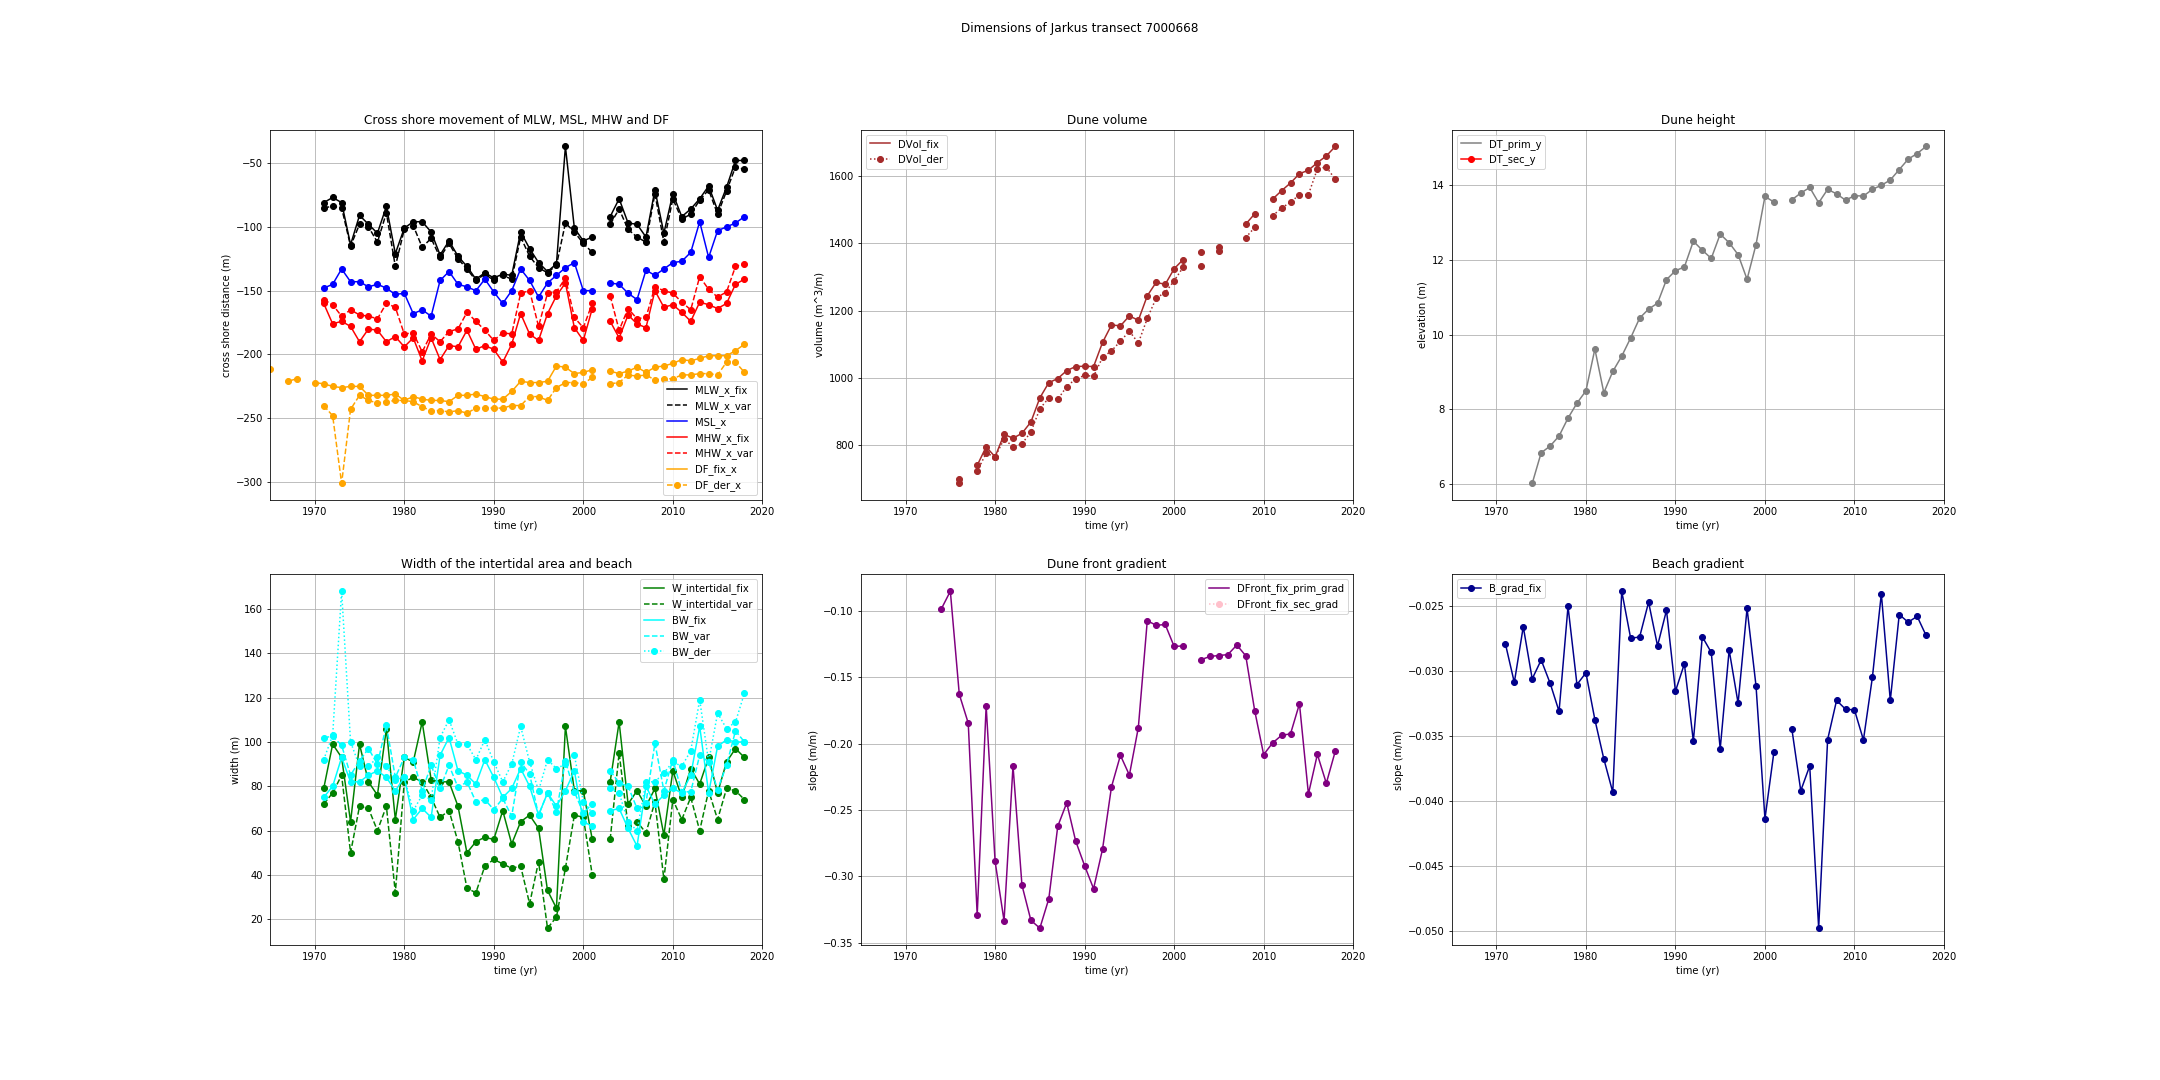 Dimensions of Jarkus transect 7000668
Cross shore movement of MLW, MSL, MHW and DF
cross shore distance (m)
−50
−100
−150
−200
−250
−300
1970
1980
1990
2000
2010
2020
time (yr)
MLW_x_fix
MLW_x_var
MSL_x
MHW_x_fix
MHW_x_var
DF_fix_x
DF_der_x
Dune volume
volume (m^3/m)
1600
1400
1200
1000
800
1970
1980
1990
2000
2010
2020
time (yr)
DVol_fix
DVol_der
Dune height
elevation (m)
14
12
10
8
6
1970
1980
1990
2000
2010
2020
time (yr)
DT_prim_y
DT_sec_y
Width of the intertidal area and beach
width (m)
160
140
120
100
80
60
40
20
1970
1980
1990
2000
2010
2020
time (yr)
W_intertidal_fix
W_intertidal_var
BW_fix
BW_var
BW_der
Dune front gradient
slope (m/m)
−0.10
−0.15
−0.20
−0.25
−0.30
−0.35
1970
1980
1990
2000
2010
2020
time (yr)
DFront_fix_prim_grad
DFront_fix_sec_grad
Beach gradient
slope (m/m)
−0.025
−0.030
−0.035
−0.040
−0.045
−0.050
1970
1980
1990
2000
2010
2020
time (yr)
B_grad_fix